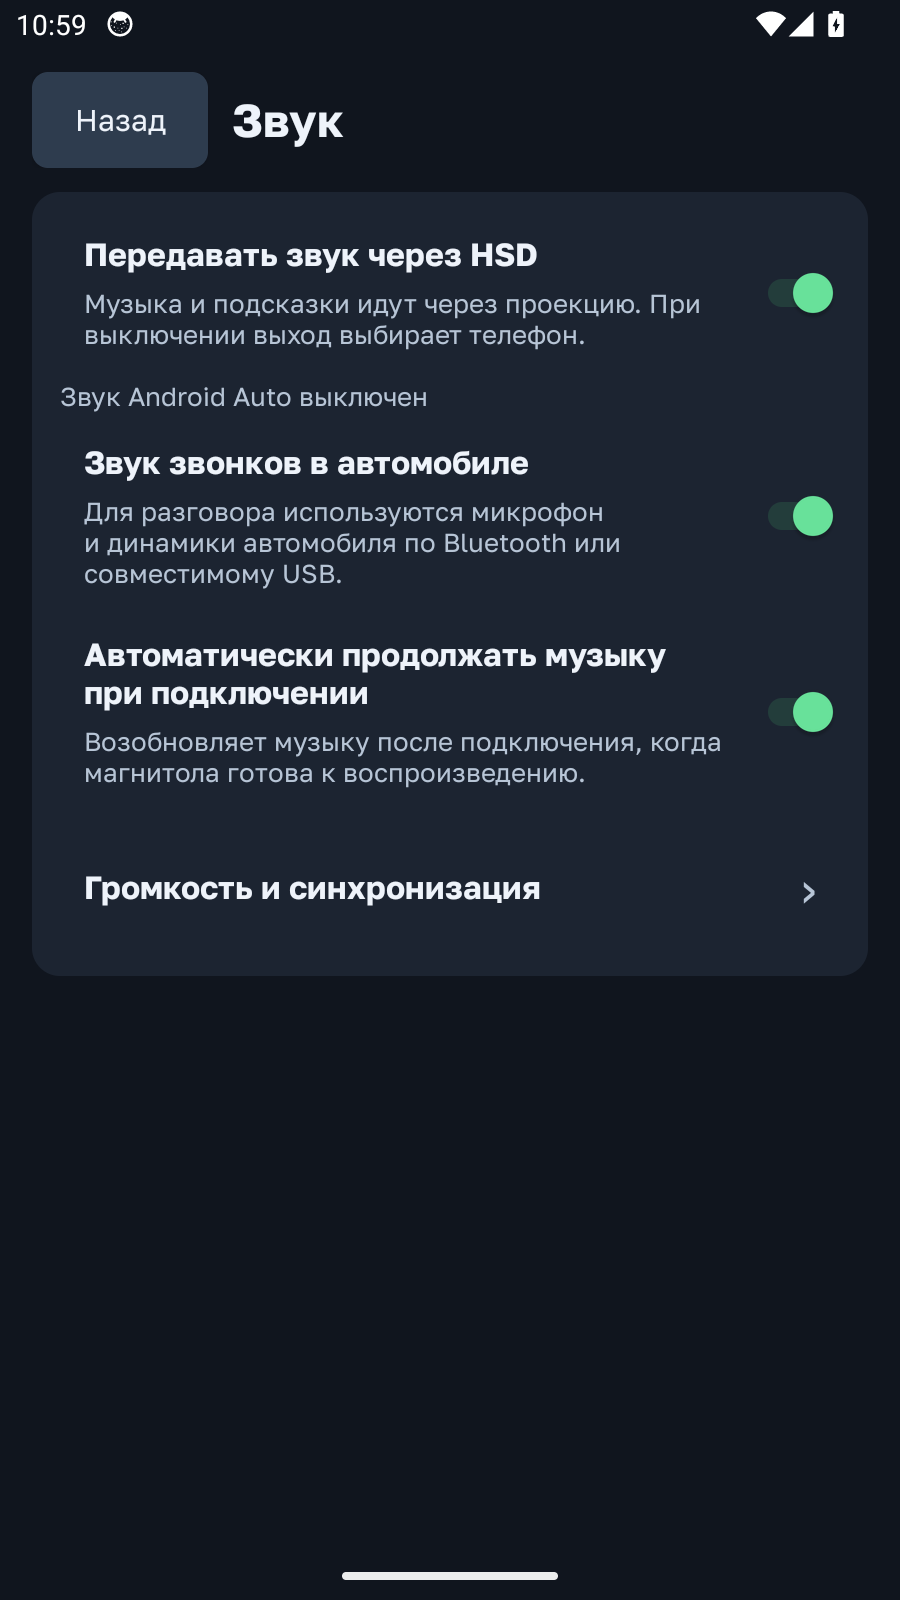 10:59
Назад
Звук
Передавать звук через HSD
Музыка и подсказки идут через проекцию. При
выключении выход выбирает телефон.
Звук Android Auto выключен
Звук звонков в автомобиле
Для разговора используются микрофон
и динамики автомобиля по Bluetooth или
совместимому USB.
Автоматически продолжать музыку
при подключении
Возобновляет музыку после подключения, когда
магнитола готова к воспроизведению.
Громкость и синхронизация